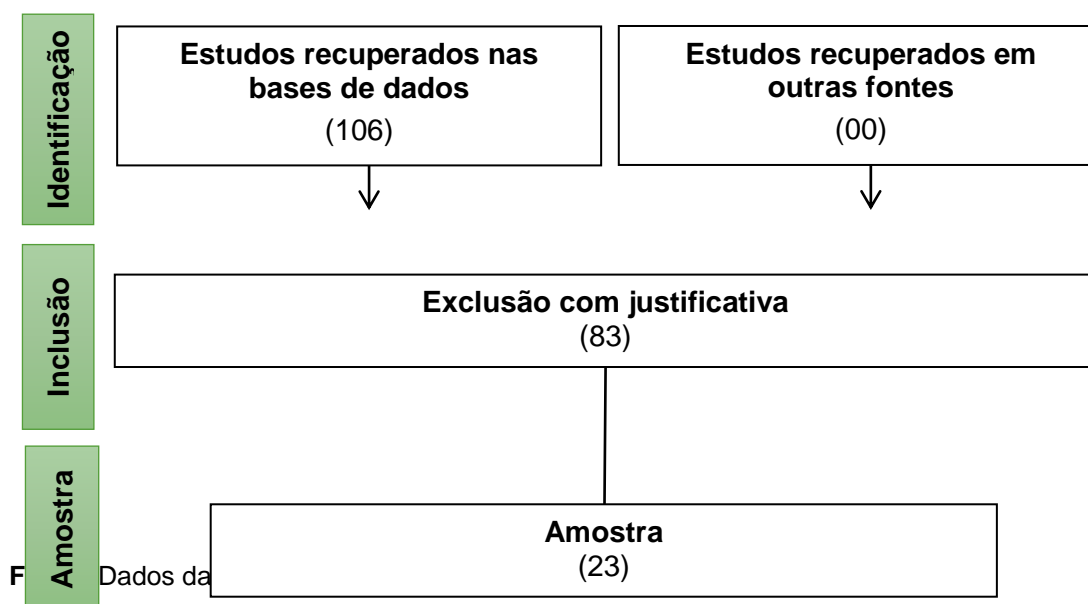 Identificação
Estudos recuperados nas
bases de dados
(106)
Estudos recuperados em
outras fontes
(00)
Inclusão
Exclusão com justificativa
(83)
Amostra
Amostra
(23)
F
Dados da